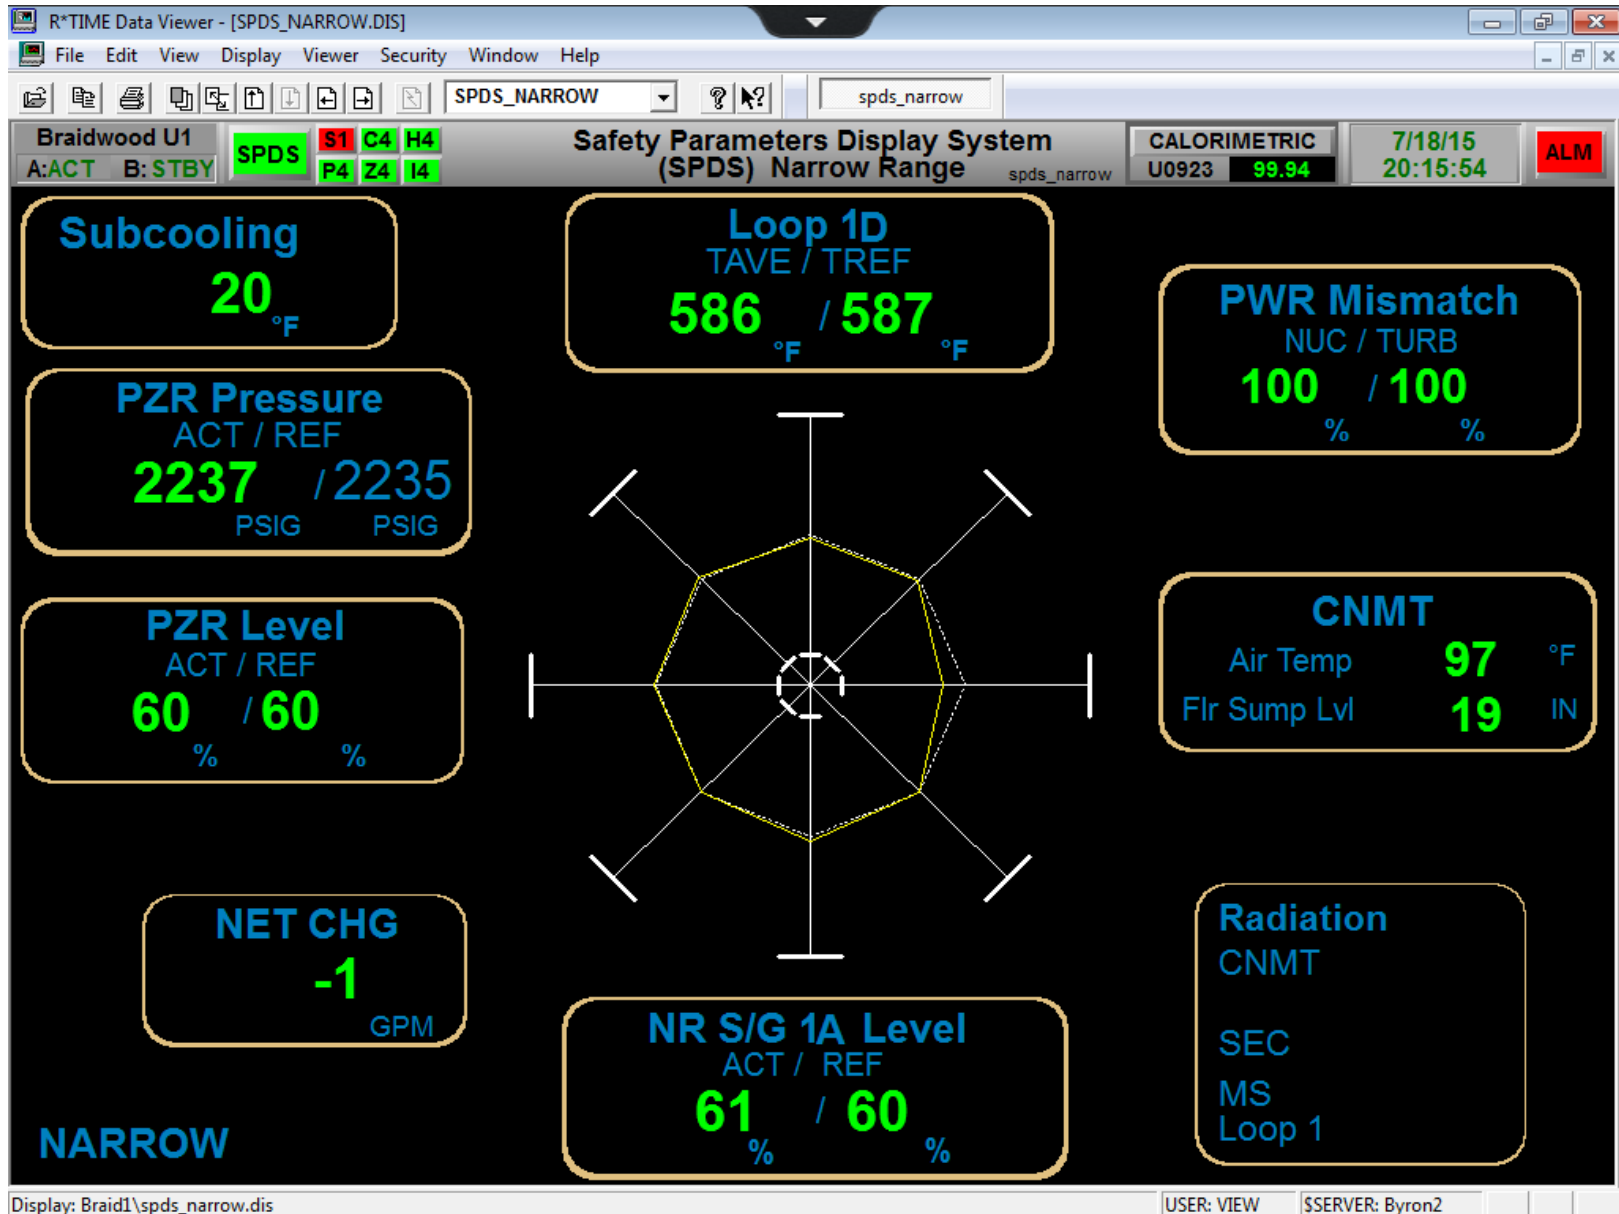 R*TIME Data Viewer - [SPDS_NARROW.DIS]
File Edit View Display Viewer Security Window Help
SPDS_NARROW
spds_narrow
Braidwood U1
A:ACT B:STBY
SPDS
S1 C4 H4
P4 Z4 I4
Safety Parameters Display System
(SPDS) Narrow Range
spds_narrow
CALORIMETRIC
U0923 99.94
7/18/15
20:15:54
ALM
Subcooling
20
°F
Loop 1D
TAVE / TREF
586 / 587
°F °F
PWR Mismatch
NUC / TURB
100 / 100
% %
PZR Pressure
ACT / REF
2237 / 2235
PSIG PSIG
PZR Level
ACT / REF
60 / 60
% %
CNMT
Air Temp 97 °F
Flr Sump Lvl 19 IN
NET CHG
-1
GPM
NR S/G 1A Level
ACT / REF
61 / 60
% %
Radiation
CNMT
SEC
MS
Loop 1
NARROW
Display: Braid1\spds_narrow.dis
USER: VIEW
$SERVER: Byron2